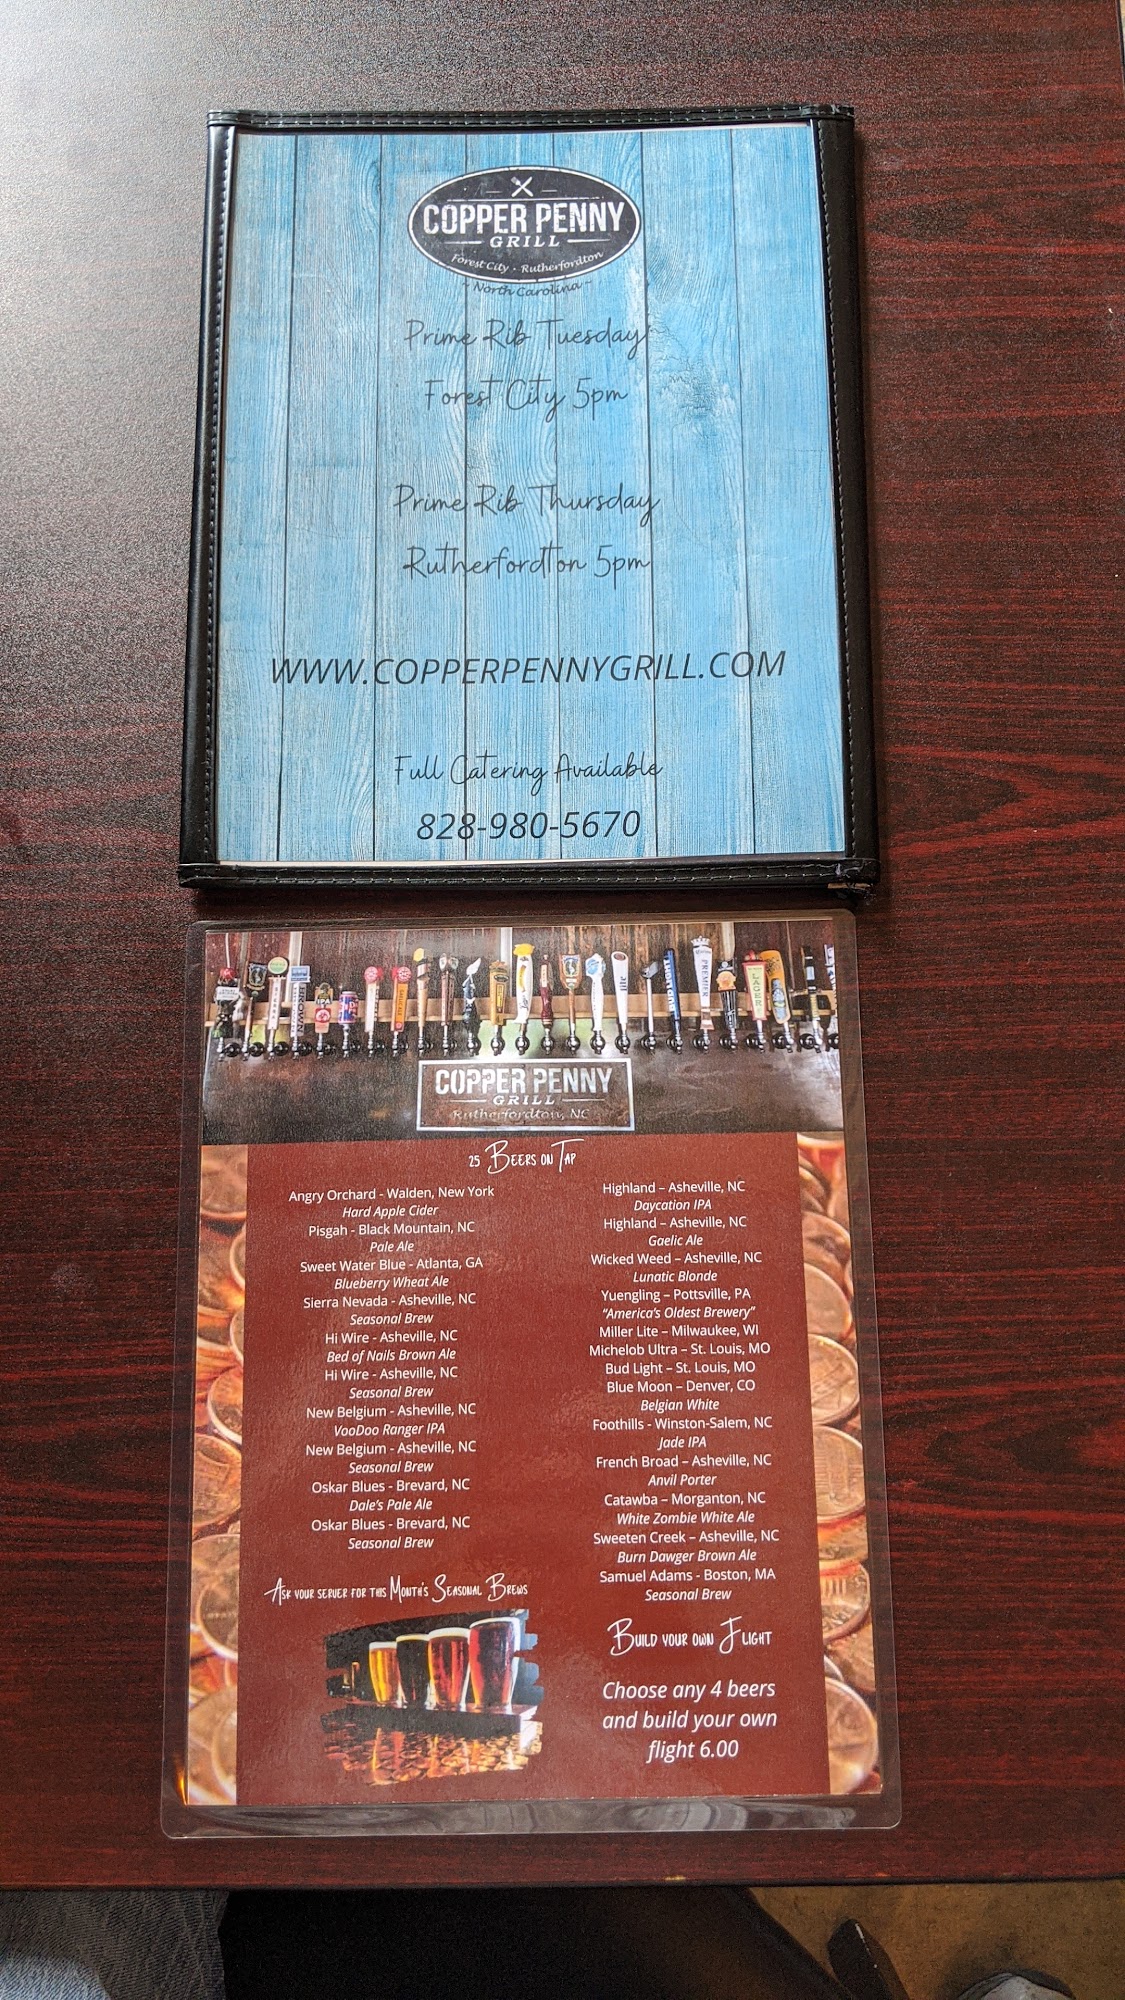 COPPER PENNY
GRILL
Forest City - Rutherfordton
~ North Carolina ~
Prime Rib Tuesday
Forest City 5pm
Prime Rib Thursday
Rutherfordton 5pm
WWW.COPPERPENNYGRILL.COM
Full Catering Available
828-980-5670
IPA
PREMIER
LAGER
COPPER PENNY
GRILL
Rutherfordton, NC
25 Beers on Tap
Angry Orchard - Walden, New York
Hard Apple Cider
Pisgah - Black Mountain, NC
Pale Ale
Sweet Water Blue - Atlanta, GA
Blueberry Wheat Ale
Sierra Nevada - Asheville, NC
Seasonal Brew
Hi Wire - Asheville, NC
Bed of Nails Brown Ale
Hi Wire - Asheville, NC
Seasonal Brew
New Belgium - Asheville, NC
VooDoo Ranger IPA
New Belgium - Asheville, NC
Seasonal Brew
Oskar Blues - Brevard, NC
Dale's Pale Ale
Oskar Blues - Brevard, NC
Seasonal Brew
Ask your server for this Month's Seasonal Brews
Highland – Asheville, NC
Daycation IPA
Highland – Asheville, NC
Gaelic Ale
Wicked Weed – Asheville, NC
Lunatic Blonde
Yuengling – Pottsville, PA
"America's Oldest Brewery"
Miller Lite – Milwaukee, WI
Michelob Ultra – St. Louis, MO
Bud Light – St. Louis, MO
Blue Moon – Denver, CO
Belgian White
Foothills - Winston-Salem, NC
Jade IPA
French Broad – Asheville, NC
Anvil Porter
Catawba – Morganton, NC
White Zombie White Ale
Sweeten Creek – Asheville, NC
Burn Dawger Brown Ale
Samuel Adams - Boston, MA
Seasonal Brew
Build your own Flight
Choose any 4 beers
and build your own
flight 6.00